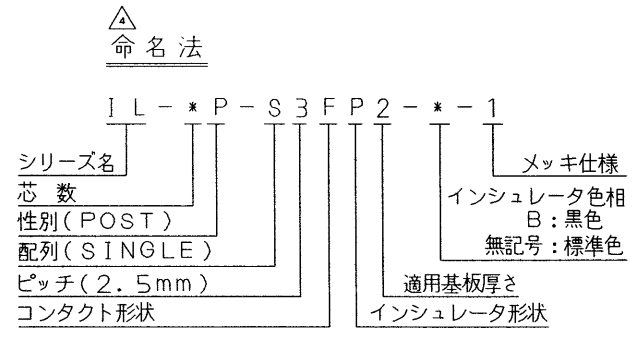 4
命名法
IL-*P-S3FP2-*-1
シリーズ名
メッキ仕様
芯数
インシュレータ色相
性別(POST)
B:黒色
配列(SINGLE)
無記号:標準色
ピッチ(2.5mm)
適用基板厚さ
コンタクト形状
インシュレータ形状